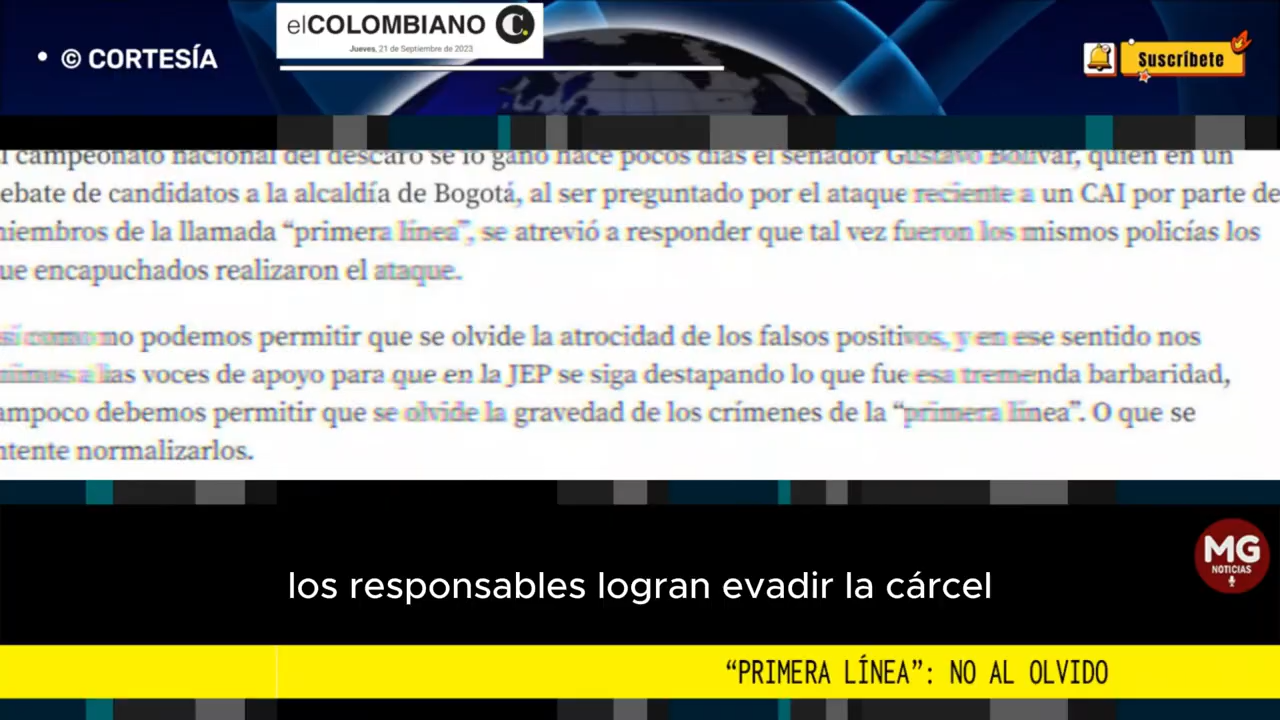 elCOLOMBIANO C.
Jueves, 21 de Septiembre de 2023
• © CORTESÍA
Suscríbete
l campeonato nacional del descaro se lo ganó hace pocos días el senador Gustavo Bolívar, quien en un
ebate de candidatos a la alcaldía de Bogotá, al ser preguntado por el ataque reciente a un CAI por parte de
niembros de la llamada “primera línea”, se atrevió a responder que tal vez fueron los mismos policías los
ue encapuchados realizaron el ataque.
sí como no podemos permitir que se olvide la atrocidad de los falsos positivos, y en ese sentido nos
nimos a las voces de apoyo para que en la JEP se siga destapando lo que fue esa tremenda barbaridad,
ampoco debemos permitir que se olvide la gravedad de los crímenes de la “primera línea”. O que se
ntente normalizarlos.
MG
NOTICIAS
los responsables logran evadir la cárcel
“PRIMERA LÍNEA”: NO AL OLVIDO